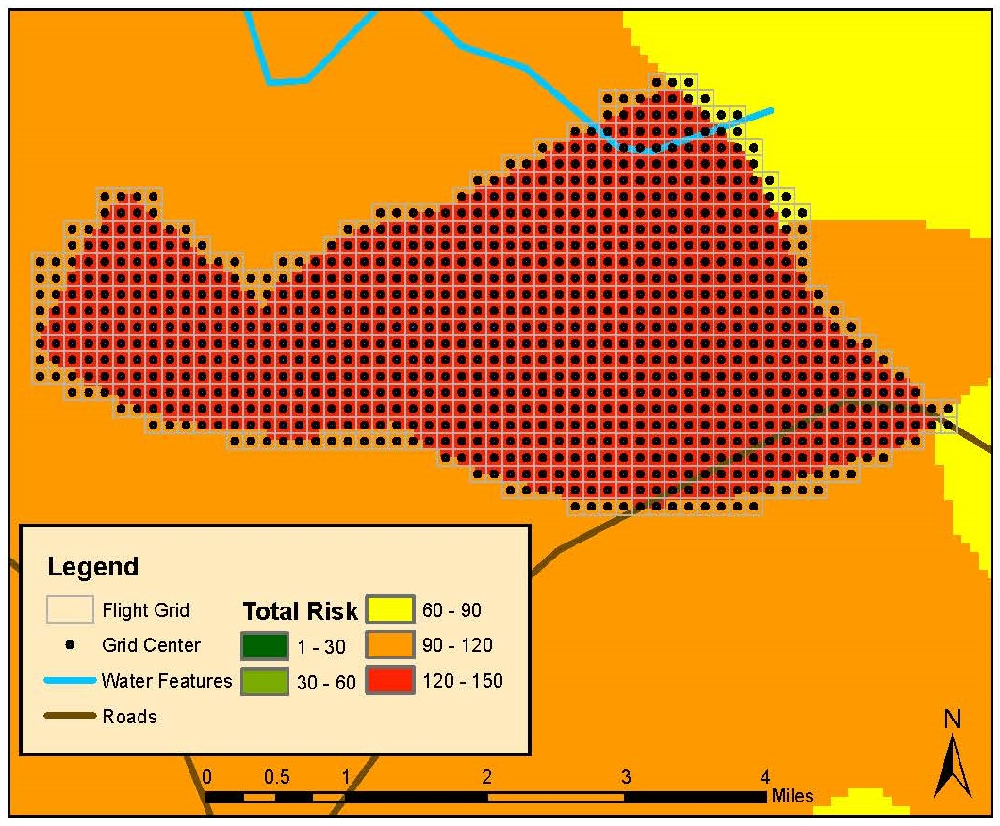 Legend
Flight Grid
Grid Center
Water Features
Roads
Total Risk
1 - 30
30 - 60
60 - 90
90 - 120
120 - 150
N
0 0.5 1 2 3 4
Miles